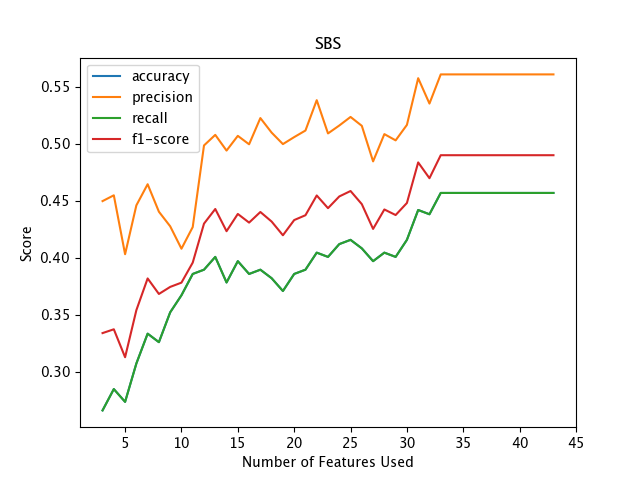 SBS
accuracy
precision
recall
f1-score
0.55
0.50
0.45
0.40
0.35
0.30
Score
5 10 15 20 25 30 35 40 45
Number of Features Used